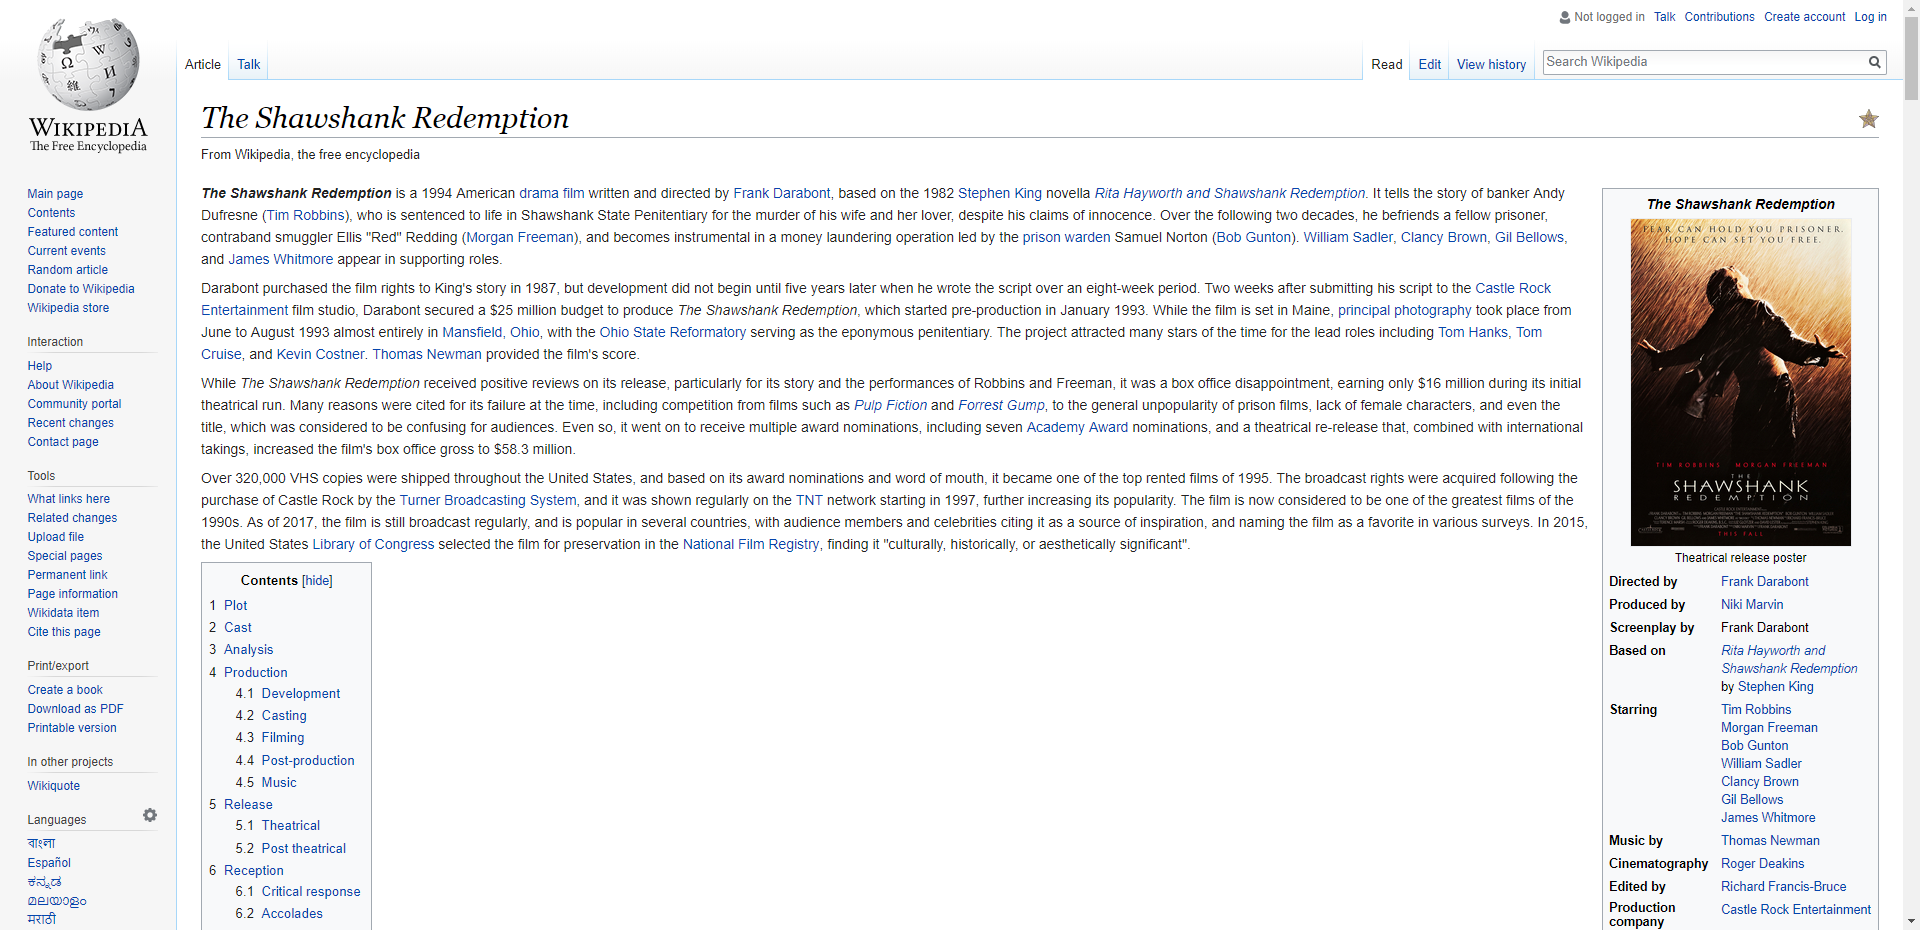 Not logged in Talk Contributions Create account Log in
Article Talk Read Edit View history Search Wikipedia
WIKIPEDIA
The Free Encyclopedia
Main page
Contents
Featured content
Current events
Random article
Donate to Wikipedia
Wikipedia store
Interaction
Help
About Wikipedia
Community portal
Recent changes
Contact page
Tools
What links here
Related changes
Upload file
Special pages
Permanent link
Page information
Wikidata item
Cite this page
Print/export
Create a book
Download as PDF
Printable version
In other projects
Wikiquote
Languages
বাংলা
Español
ಕನ್ನಡ
മലയാളം
मराठी
The Shawshank Redemption
From Wikipedia, the free encyclopedia
The Shawshank Redemption is a 1994 American drama film written and directed by Frank Darabont, based on the 1982 Stephen King novella Rita Hayworth and Shawshank Redemption. It tells the story of banker Andy
Dufresne (Tim Robbins), who is sentenced to life in Shawshank State Penitentiary for the murder of his wife and her lover, despite his claims of innocence. Over the following two decades, he befriends a fellow prisoner,
contraband smuggler Ellis "Red" Redding (Morgan Freeman), and becomes instrumental in a money laundering operation led by the prison warden Samuel Norton (Bob Gunton). William Sadler, Clancy Brown, Gil Bellows,
and James Whitmore appear in supporting roles.
Darabont purchased the film rights to King's story in 1987, but development did not begin until five years later when he wrote the script over an eight-week period. Two weeks after submitting his script to the Castle Rock
Entertainment film studio, Darabont secured a $25 million budget to produce The Shawshank Redemption, which started pre-production in January 1993. While the film is set in Maine, principal photography took place from
June to August 1993 almost entirely in Mansfield, Ohio, with the Ohio State Reformatory serving as the eponymous penitentiary. The project attracted many stars of the time for the lead roles including Tom Hanks, Tom
Cruise, and Kevin Costner. Thomas Newman provided the film's score.
While The Shawshank Redemption received positive reviews on its release, particularly for its story and the performances of Robbins and Freeman, it was a box office disappointment, earning only $16 million during its initial
theatrical run. Many reasons were cited for its failure at the time, including competition from films such as Pulp Fiction and Forrest Gump, to the general unpopularity of prison films, lack of female characters, and even the
title, which was considered to be confusing for audiences. Even so, it went on to receive multiple award nominations, including seven Academy Award nominations, and a theatrical re-release that, combined with international
takings, increased the film's box office gross to $58.3 million.
Over 320,000 VHS copies were shipped throughout the United States, and based on its award nominations and word of mouth, it became one of the top rented films of 1995. The broadcast rights were acquired following the
purchase of Castle Rock by the Turner Broadcasting System, and it was shown regularly on the TNT network starting in 1997, further increasing its popularity. The film is now considered to be one of the greatest films of the
1990s. As of 2017, the film is still broadcast regularly, and is popular in several countries, with audience members and celebrities citing it as a source of inspiration, and naming the film as a favorite in various surveys. In 2015,
the United States Library of Congress selected the film for preservation in the National Film Registry, finding it "culturally, historically, or aesthetically significant".
Contents [hide]
1 Plot
2 Cast
3 Analysis
4 Production
4.1 Development
4.2 Casting
4.3 Filming
4.4 Post-production
4.5 Music
5 Release
5.1 Theatrical
5.2 Post theatrical
6 Reception
6.1 Critical response
6.2 Accolades
The Shawshank Redemption
FEAR CAN HOLD YOU PRISONER.
HOPE CAN SET YOU FREE.
TIM ROBBINS MORGAN FREEMAN
THE
SHAWSHANK
REDEMPTION
THIS FALL
Theatrical release poster
Directed by Frank Darabont
Produced by Niki Marvin
Screenplay by Frank Darabont
Based on Rita Hayworth and
Shawshank Redemption
by Stephen King
Starring Tim Robbins
Morgan Freeman
Bob Gunton
William Sadler
Clancy Brown
Gil Bellows
James Whitmore
Music by Thomas Newman
Cinematography Roger Deakins
Edited by Richard Francis-Bruce
Production
company Castle Rock Entertainment